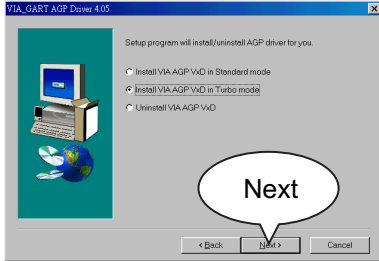 VIA_GART AGP Driver 4.05
Setup program will install/uninstall AGP driver for you.
Install VIA AGP VxD in Standard mode
Install VIA AGP VxD in Turbo mode
Uninstall VIA AGP VxD
Next
< Back
Next >
Cancel